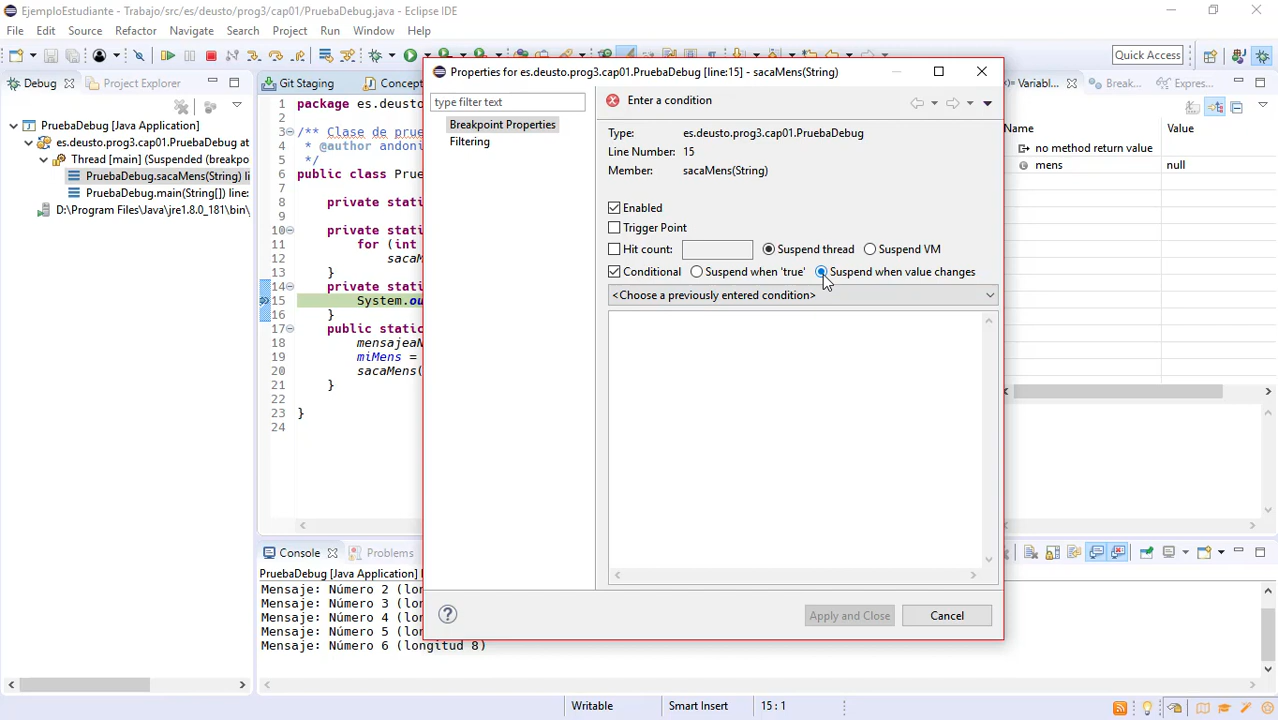 EjemploEstudiante - Trabajo/src/es/deusto/prog3/cap01/PruebaDebug.java - Eclipse IDE
File Edit Source Refactor Navigate Search Project Run Window Help
Quick Access
Debug Project Explorer
PruebaDebug [Java Application]
es.deusto.prog3.cap01.PruebaDebug at
Thread [main] (Suspended (breakpo
PruebaDebug.sacaMens(String) li
PruebaDebug.main(String[]) line:
D:\Program Files\Java\jre1.8.0_181\bin\
Git Staging Concept
1 package es.deust
2
3 /** Clase de prue
4 * @author andoni
5 */
6 public class Prue
7
8 private stati
9
10 private stati
11 for (int
12 sacaM
13 }
14 private stati
15 System.ou
16 }
17 public static
18 mensajeaN
19 miMens =
20 sacaMens(
21 }
22
23 }
24
Properties for es.deusto.prog3.cap01.PruebaDebug [line:15] - sacaMens(String)
type filter text
Breakpoint Properties
Filtering
Enter a condition
Type: es.deusto.prog3.cap01.PruebaDebug
Line Number: 15
Member: sacaMens(String)
Enabled
Trigger Point
Hit count: Suspend thread Suspend VM
Conditional Suspend when 'true' Suspend when value changes
<Choose a previously entered condition>
Apply and Close Cancel
Variabl... Break... Expres...
Name Value
no method return value
mens null
Console Problems
PruebaDebug [Java Application]
Mensaje: Número 2 (lon
Mensaje: Número 3 (lon
Mensaje: Número 4 (lon
Mensaje: Número 5 (lon
Mensaje: Número 6 (longitud 8)
Writable Smart Insert 15 : 1